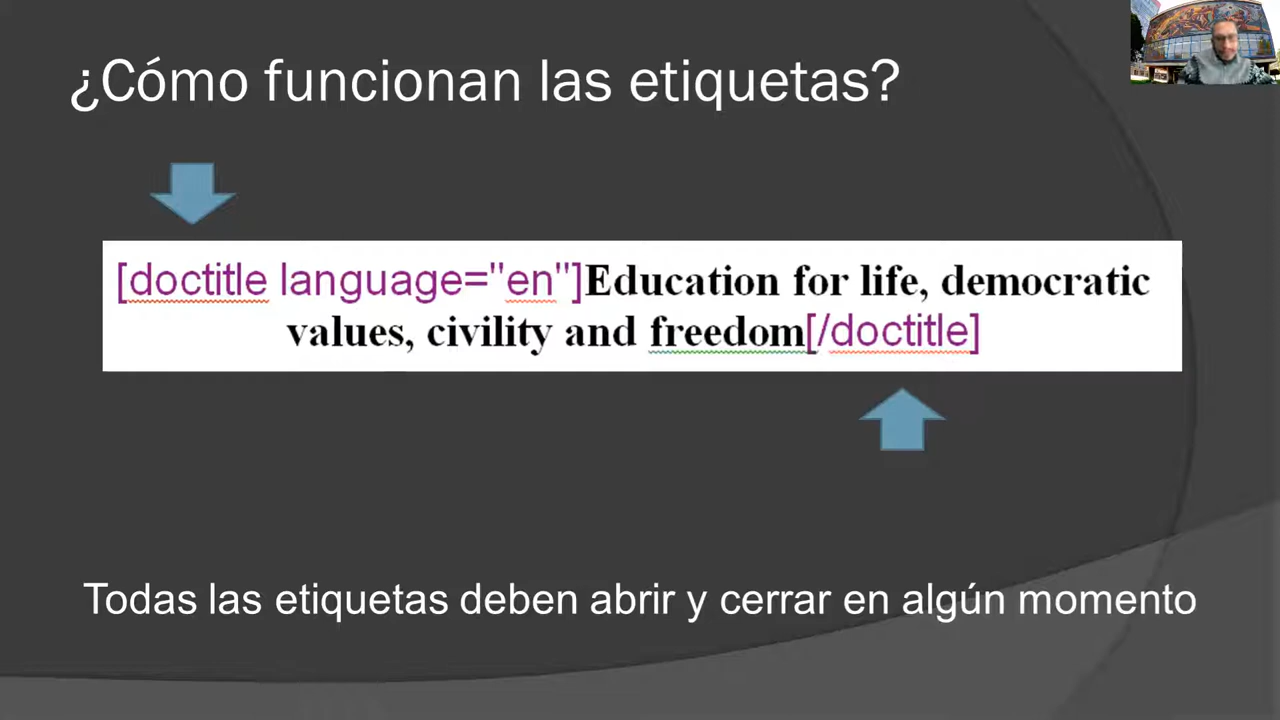 ¿Cómo funcionan las etiquetas?
[doctitle language="en"]Education for life, democratic
values, civility and freedom[/doctitle]
Todas las etiquetas deben abrir y cerrar en algún momento